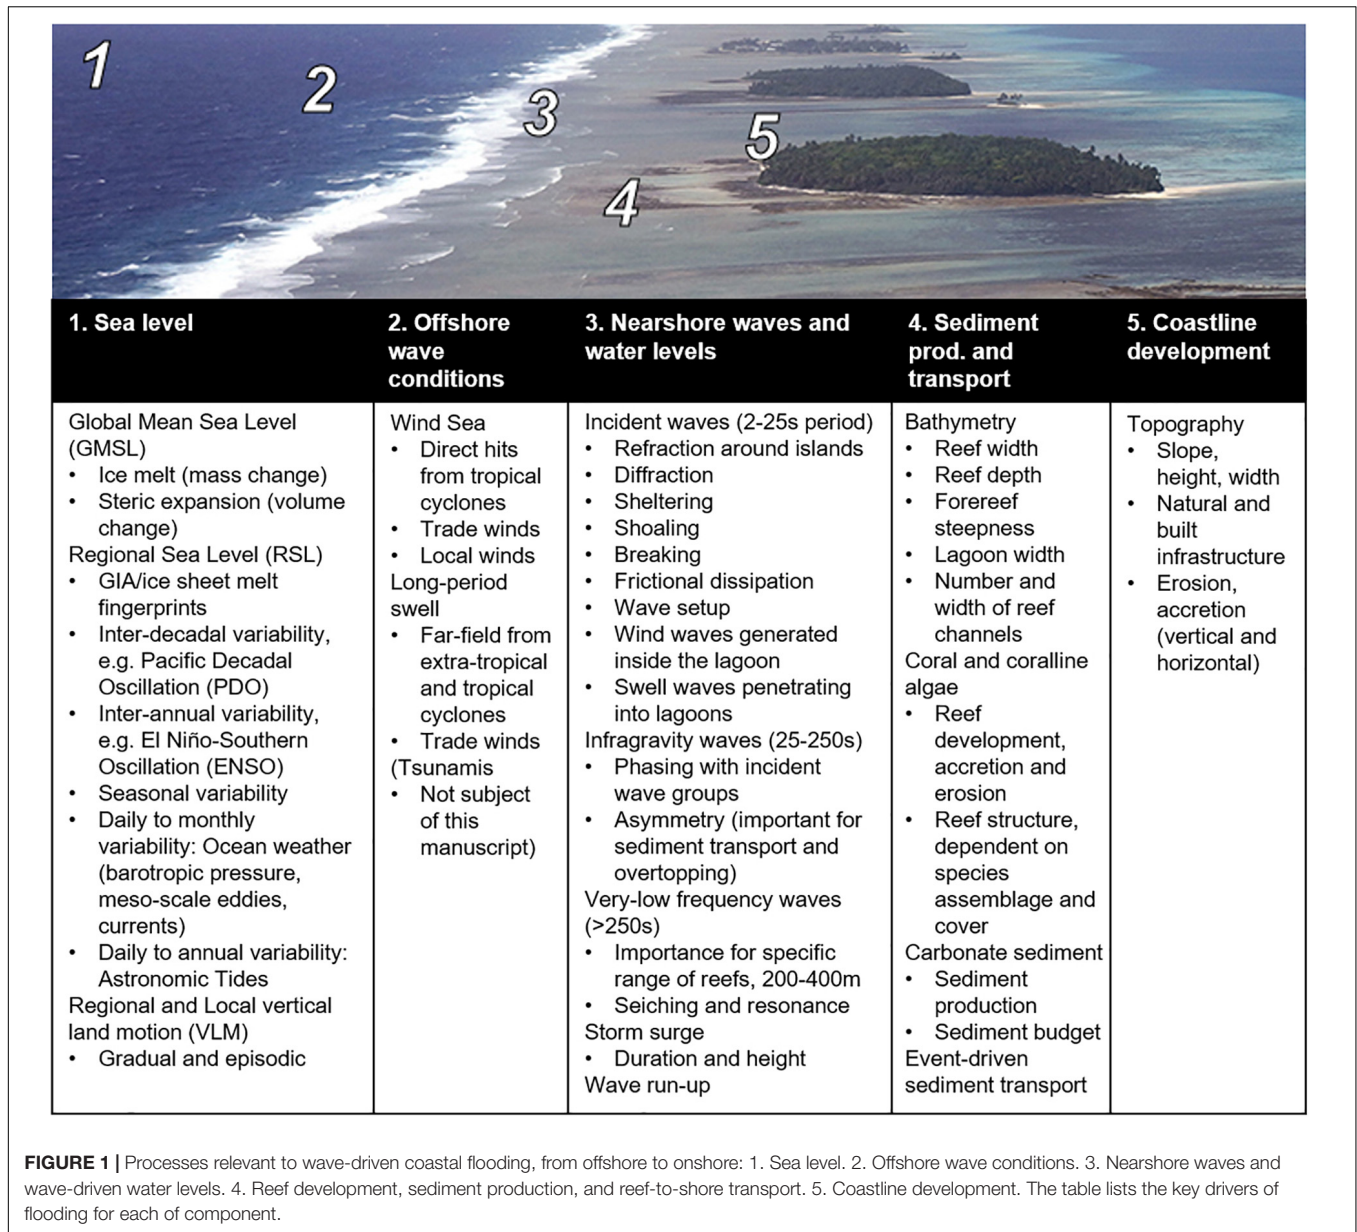 1
2
3
4
5
1. Sea level
2. Offshore
wave
conditions
3. Nearshore waves and
water levels
4. Sediment
prod. and
transport
5. Coastline
development
Global Mean Sea Level
(GMSL)
• Ice melt (mass change)
• Steric expansion (volume
change)
Regional Sea Level (RSL)
• GIA/ice sheet melt
fingerprints
• Inter-decadal variability,
e.g. Pacific Decadal
Oscillation (PDO)
• Inter-annual variability,
e.g. El Niño-Southern
Oscillation (ENSO)
• Seasonal variability
• Daily to monthly
variability: Ocean weather
(barotropic pressure,
meso-scale eddies,
currents)
• Daily to annual variability:
Astronomic Tides
Regional and Local vertical
land motion (VLM)
• Gradual and episodic
Wind Sea
• Direct hits
from tropical
cyclones
• Trade winds
• Local winds
Long-period
swell
• Far-field from
extra-tropical
and tropical
cyclones
• Trade winds
(Tsunamis
• Not subject
of this
manuscript)
Incident waves (2-25s period)
• Refraction around islands
• Diffraction
• Sheltering
• Shoaling
• Breaking
• Frictional dissipation
• Wave setup
• Wind waves generated
inside the lagoon
• Swell waves penetrating
into lagoons
Infragravity waves (25-250s)
• Phasing with incident
wave groups
• Asymmetry (important for
sediment transport and
overtopping)
Very-low frequency waves
(>250s)
• Importance for specific
range of reefs, 200-400m
• Seiching and resonance
Storm surge
• Duration and height
Wave run-up
Bathymetry
• Reef width
• Reef depth
• Forereef
steepness
• Lagoon width
• Number and
width of reef
channels
Coral and coralline
algae
• Reef
development,
accretion and
erosion
• Reef structure,
dependent on
species
assemblage and
cover
Carbonate sediment
• Sediment
production
• Sediment budget
Event-driven
sediment transport
Topography
• Slope,
height, width
• Natural and
built
infrastructure
• Erosion,
accretion
(vertical and
horizontal)
FIGURE 1 | Processes relevant to wave-driven coastal flooding, from offshore to onshore: 1. Sea level. 2. Offshore wave conditions. 3. Nearshore waves and
wave-driven water levels. 4. Reef development, sediment production, and reef-to-shore transport. 5. Coastline development. The table lists the key drivers of
flooding for each of component.